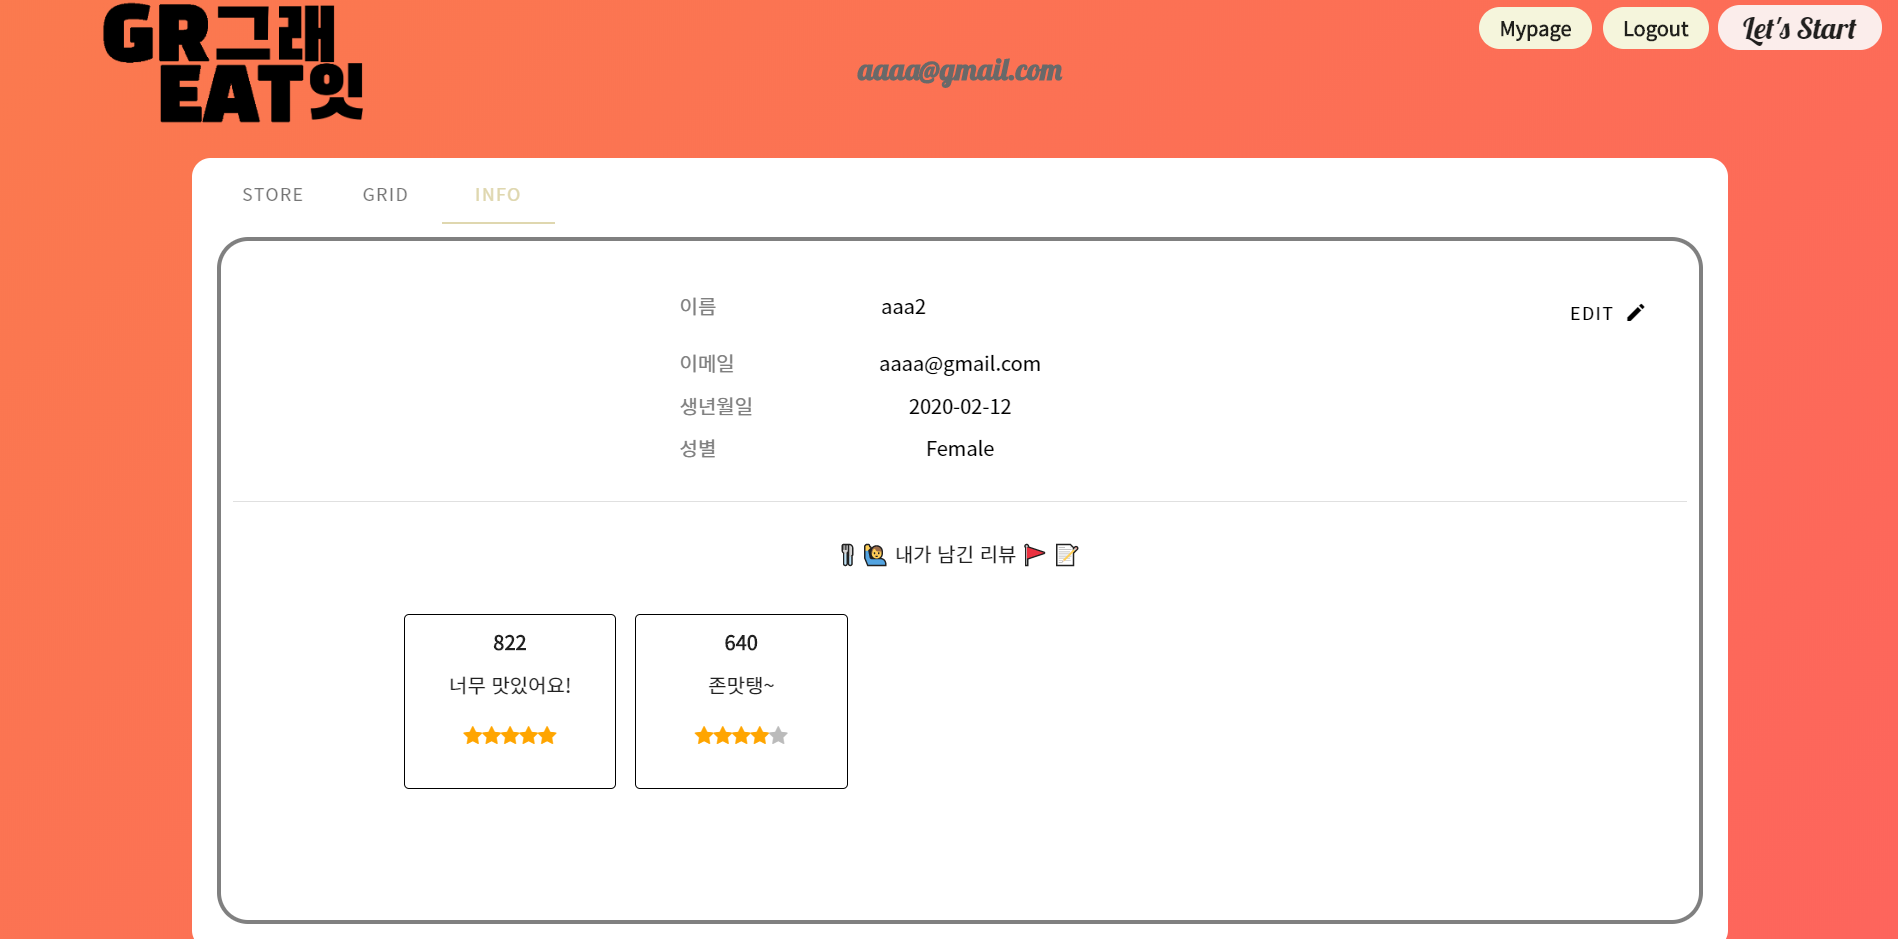 GR그래
EAT잇
Mypage
Logout
Let's Start
aaaa@gmail.com
STORE
GRID
INFO
이름 aaa2
EDIT
이메일 aaaa@gmail.com
생년월일 2020-02-12
성별 Female
내가 남긴 리뷰
822
너무 맛있어요!
640
존맛탱~